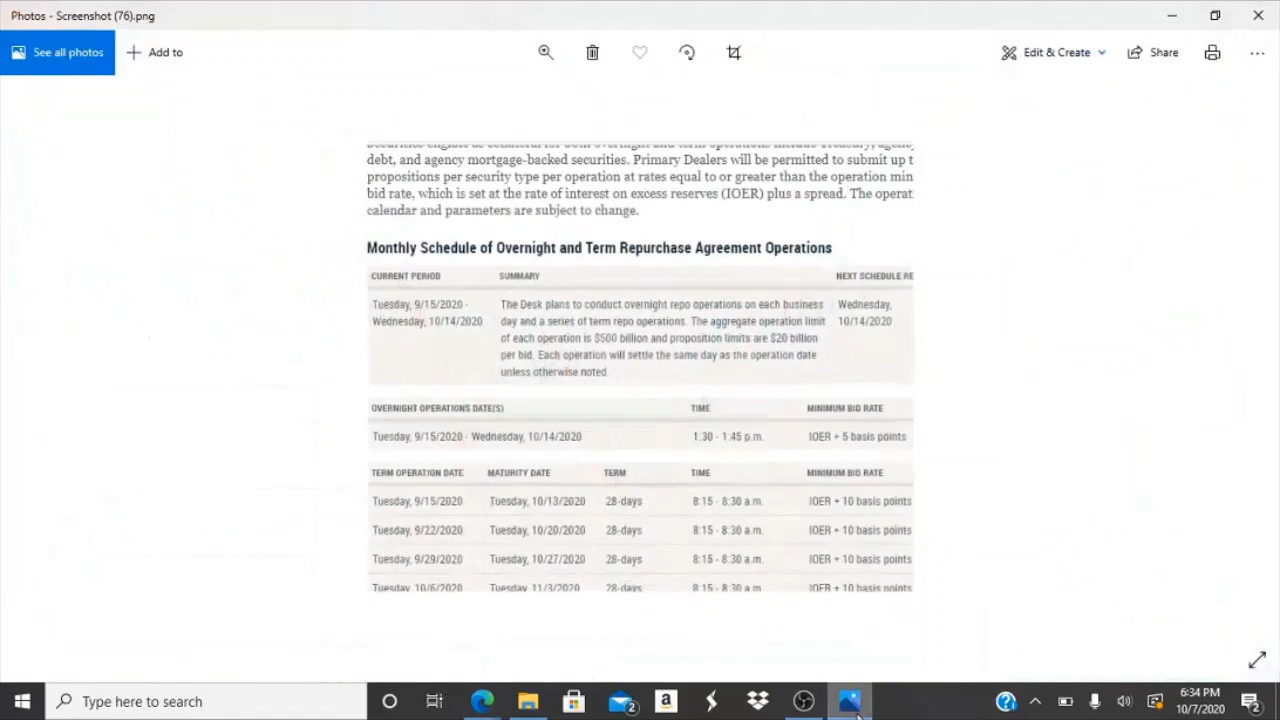 Photos - Screenshot (76).png
See all photos
Add to
Edit & Create
Share
debt, and agency mortgage-backed securities. Primary Dealers will be permitted to submit up t
propositions per security type per operation at rates equal to or greater than the operation min
bid rate, which is set at the rate of interest on excess reserves (IOER) plus a spread. The operat
calendar and parameters are subject to change.
Monthly Schedule of Overnight and Term Repurchase Agreement Operations
CURRENT PERIOD SUMMARY NEXT SCHEDULE RE
Tuesday, 9/15/2020 - The Desk plans to conduct overnight repo operations on each business Wednesday,
Wednesday, 10/14/2020 day and a series of term repo operations. The aggregate operation limit 10/14/2020
of each operation is $500 billion and proposition limits are $20 billion
per bid. Each operation will settle the same day as the operation date
unless otherwise noted.
OVERNIGHT OPERATIONS DATE(S) TIME MINIMUM BID RATE
Tuesday, 9/15/2020 - Wednesday, 10/14/2020 1:30 - 1:45 p.m. IOER + 5 basis points
TERM OPERATION DATE MATURITY DATE TERM TIME MINIMUM BID RATE
Tuesday, 9/15/2020 Tuesday, 10/13/2020 28-days 8:15 - 8:30 a.m. IOER + 10 basis points
Tuesday, 9/22/2020 Tuesday, 10/20/2020 28-days 8:15 - 8:30 a.m. IOER + 10 basis points
Tuesday, 9/29/2020 Tuesday, 10/27/2020 28-days 8:15 - 8:30 a.m. IOER + 10 basis points
Tuesday, 10/6/2020 Tuesday, 11/3/2020 28-days 8:15 - 8:30 a.m. IOER + 10 basis points
Type here to search
2
a
6:34 PM
10/7/2020
2